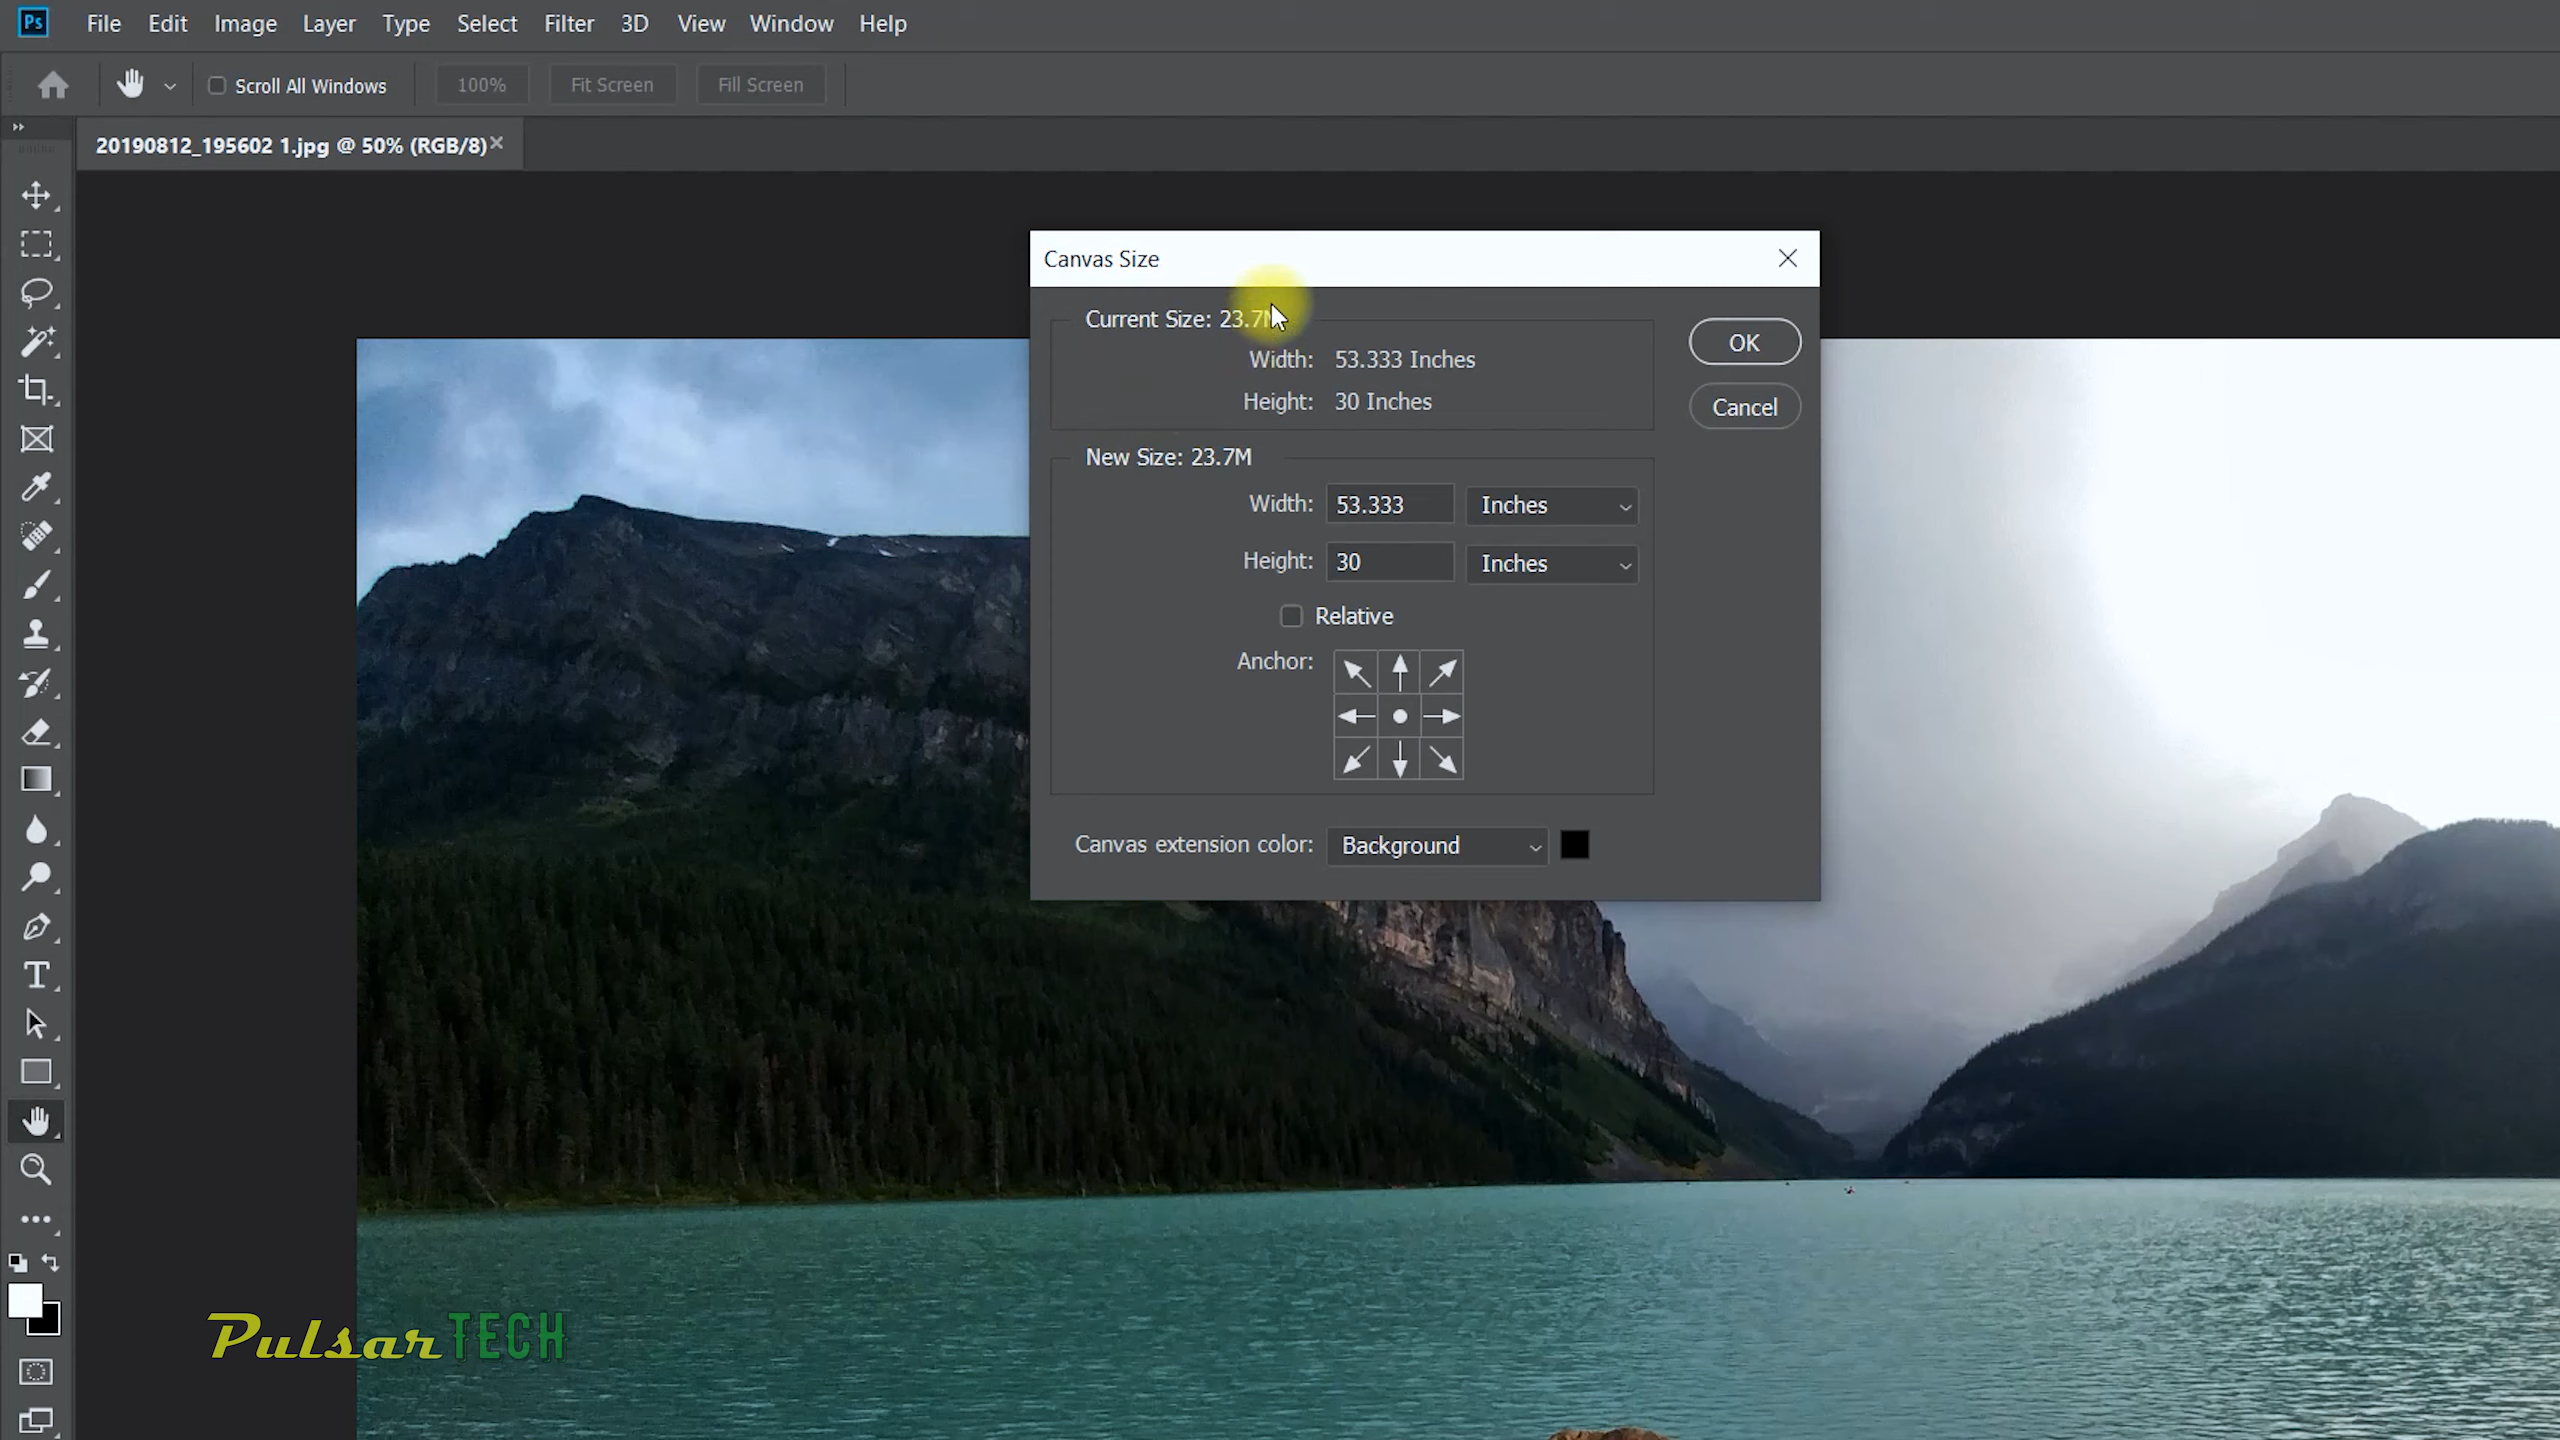 Ps File Edit Image Layer Type Select Filter 3D View Window Help
Scroll All Windows 100% Fit Screen Fill Screen
20190812_195602 1.jpg @ 50% (RGB/8)
Canvas Size
Current Size: 23.7M
Width: 53.333 Inches
Height: 30 Inches
OK
Cancel
New Size: 23.7M
Width: 53.333 Inches
Height: 30 Inches
Relative
Anchor:
Canvas extension color: Background
T
Pulsar TECH